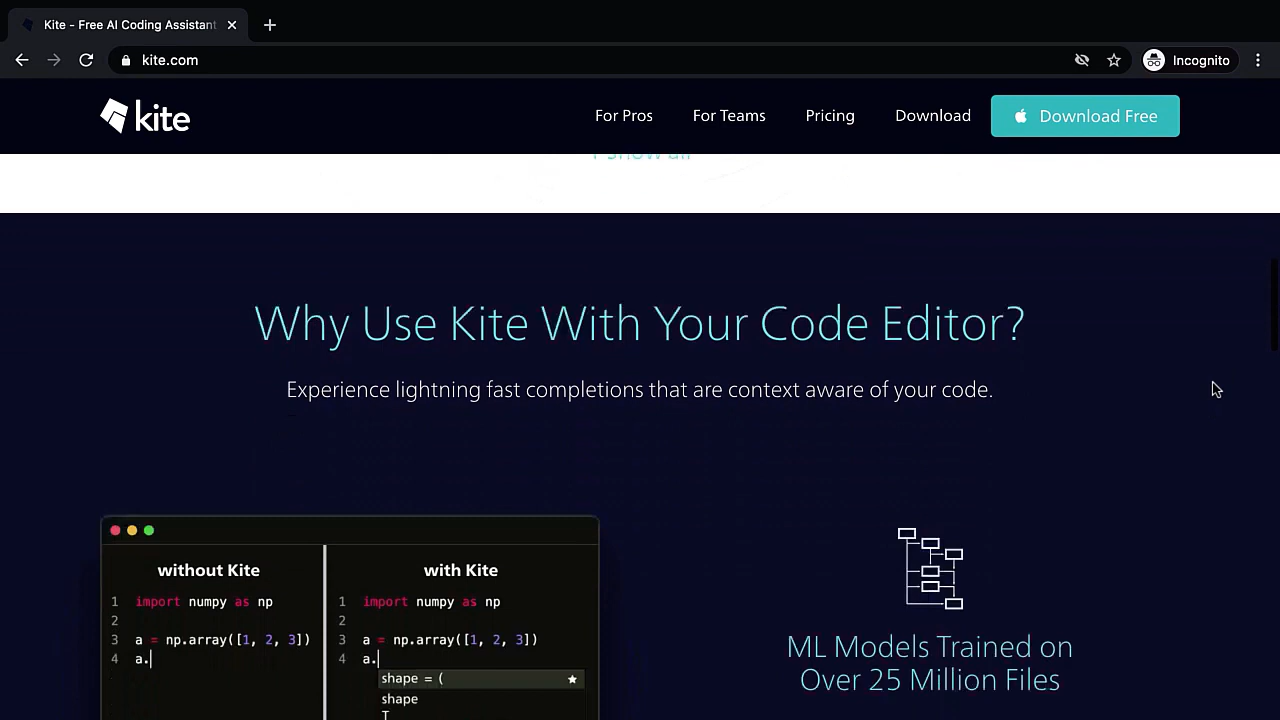 Kite - Free AI Coding Assistant
kite.com
Incognito
kite
For Pros
For Teams
Pricing
Download
Download Free
show all
Why Use Kite With Your Code Editor?
Experience lightning fast completions that are context aware of your code.
without Kite
1 import numpy as np
2
3 a = np.array([1, 2, 3])
4 a.
with Kite
1 import numpy as np
2
3 a = np.array([1, 2, 3])
4 a.
shape = (
shape
T
ML Models Trained on
Over 25 Million Files